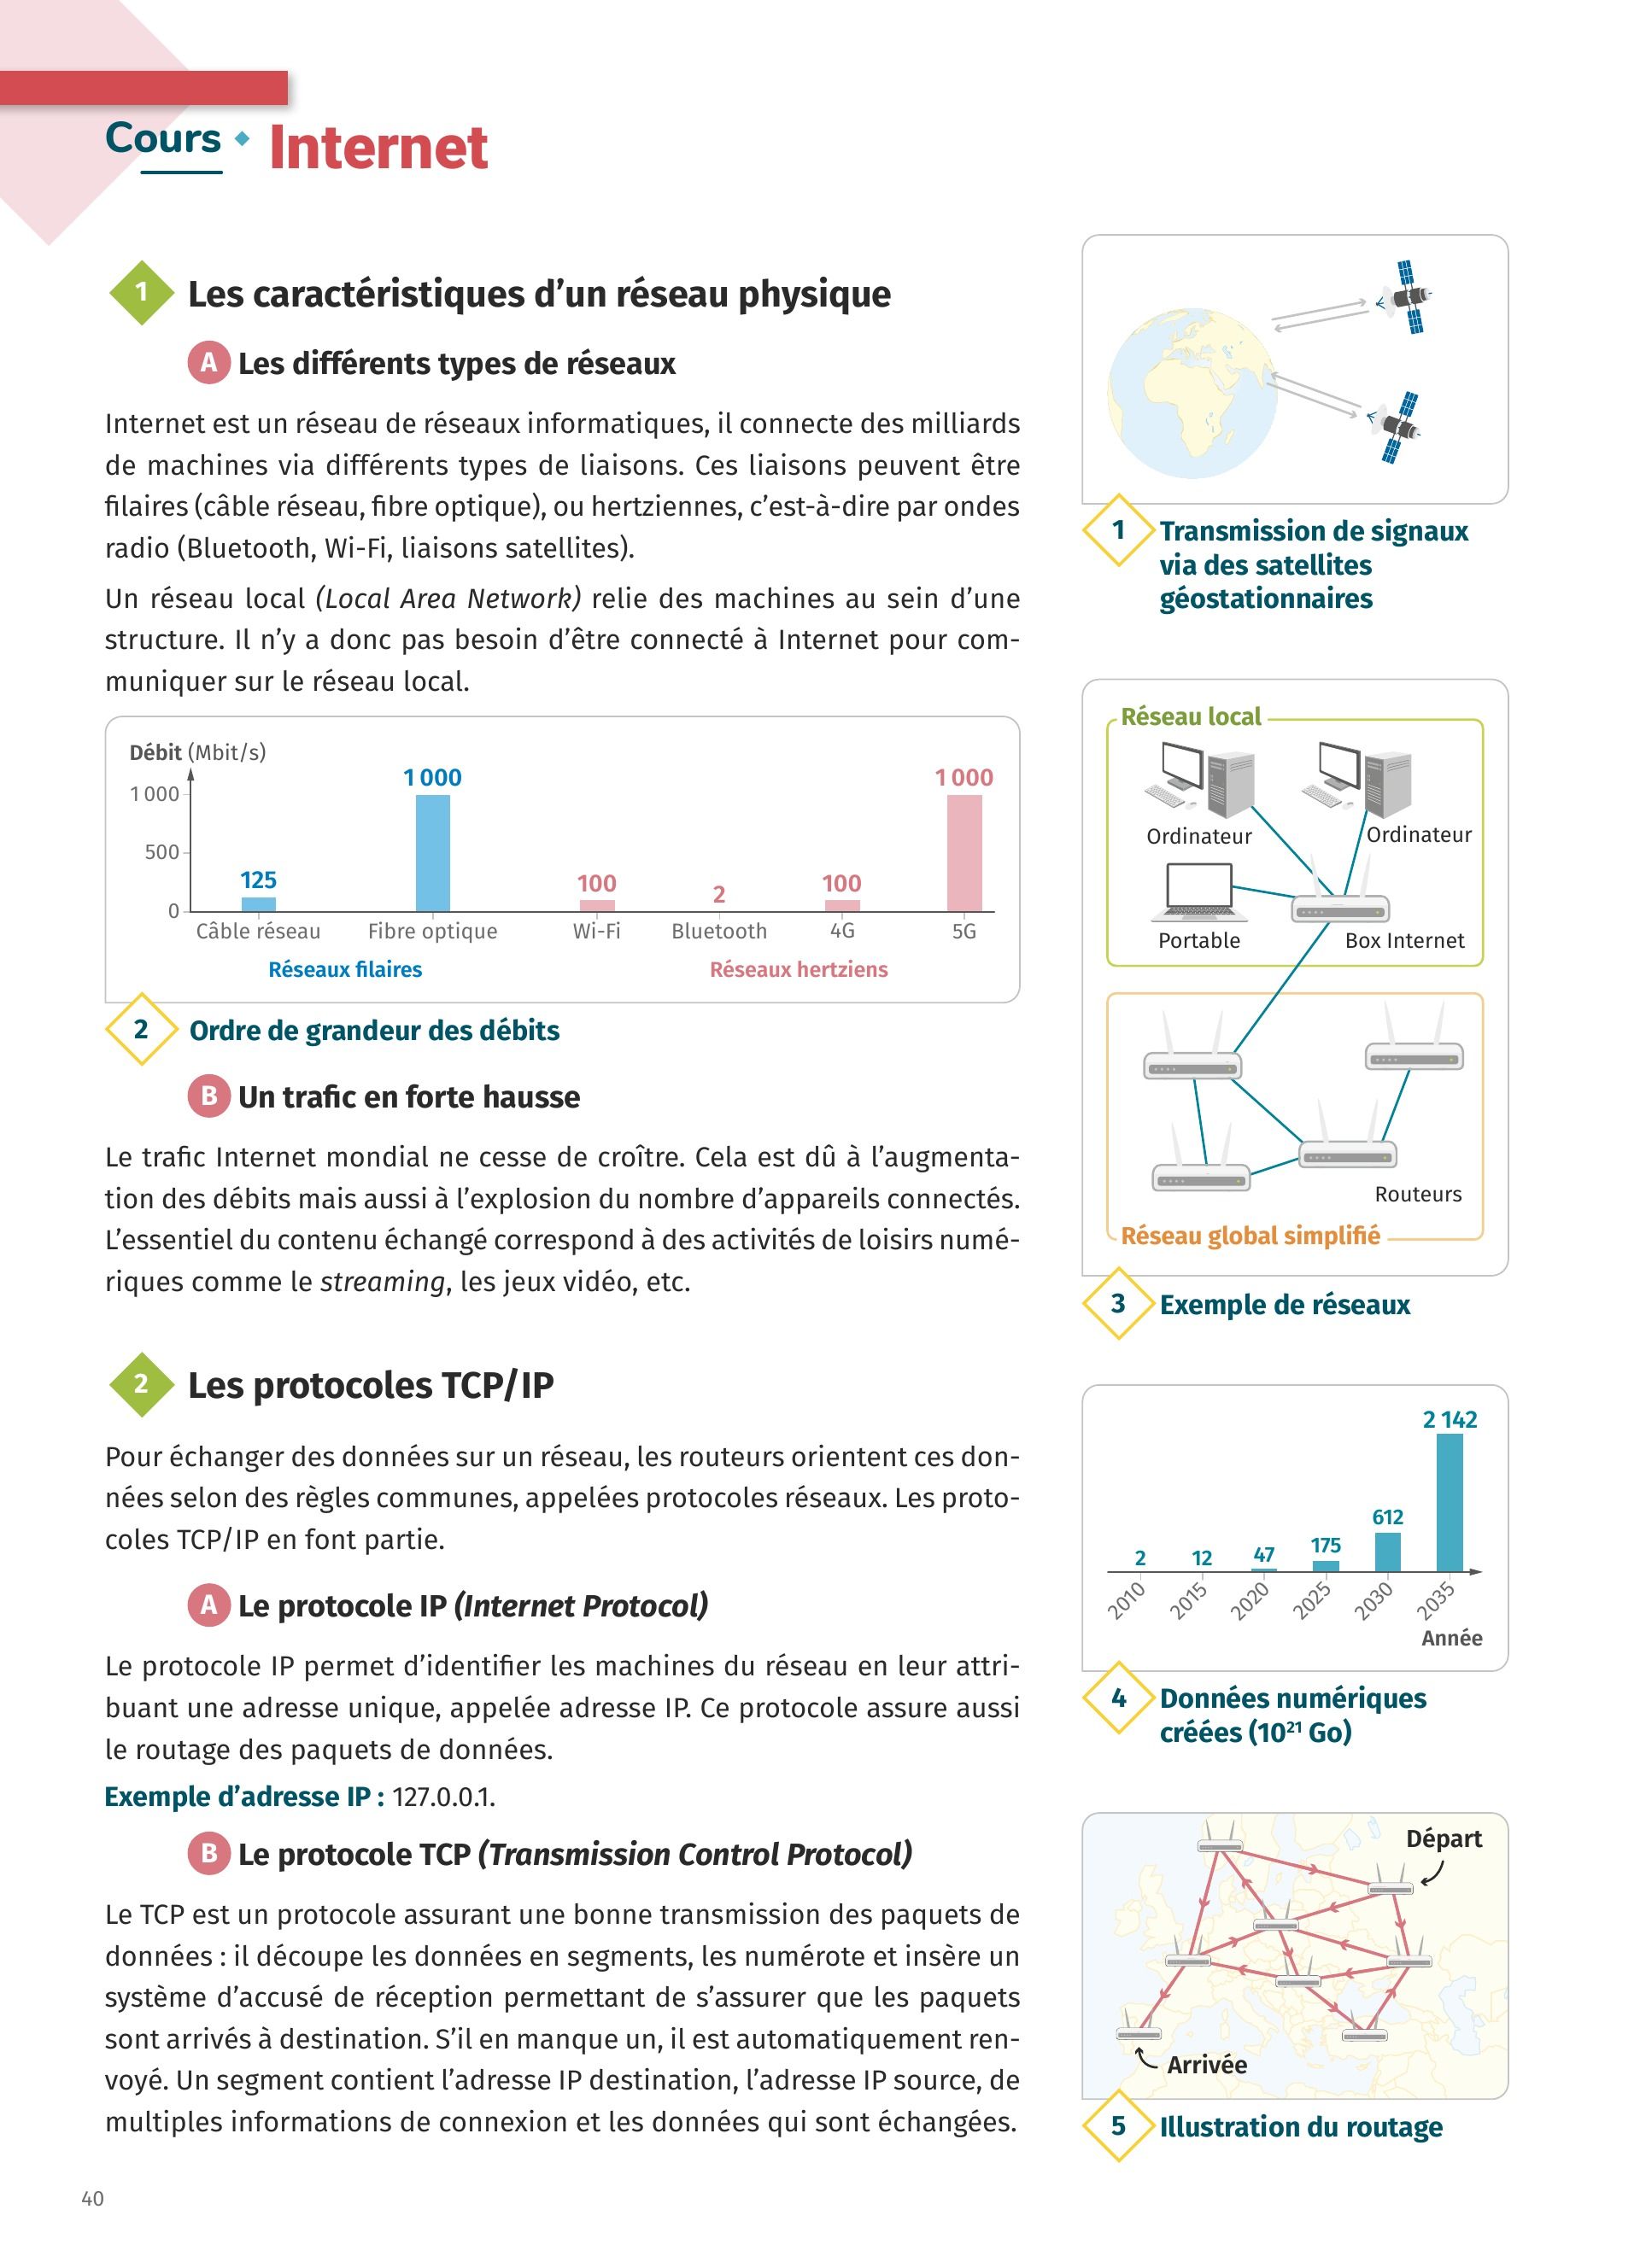 Cours
Internet
1
Les caractéristiques d’un réseau physique
A
Les différents types de réseaux
Internet est un réseau de réseaux informatiques, il connecte des milliards
de machines via différents types de liaisons. Ces liaisons peuvent être
filaires (câble réseau, fibre optique), ou hertziennes, c’est-à-dire par ondes
radio (Bluetooth, Wi-Fi, liaisons satellites).
Un réseau local (Local Area Network) relie des machines au sein d’une
structure. Il n’y a donc pas besoin d’être connecté à Internet pour com-
muniquer sur le réseau local.
Débit (Mbit/s)
1 000
500
0
125
1 000
100
2
100
1 000
Câble réseau
Fibre optique
Wi-Fi
Bluetooth
4G
5G
Réseaux filaires
Réseaux hertziens
2
Ordre de grandeur des débits
B
Un trafic en forte hausse
Le trafic Internet mondial ne cesse de croître. Cela est dû à l’augmenta-
tion des débits mais aussi à l’explosion du nombre d’appareils connectés.
L’essentiel du contenu échangé correspond à des activités de loisirs numé-
riques comme le streaming, les jeux vidéo, etc.
2
Les protocoles TCP/IP
Pour échanger des données sur un réseau, les routeurs orientent ces don-
nées selon des règles communes, appelées protocoles réseaux. Les proto-
coles TCP/IP en font partie.
A
Le protocole IP (Internet Protocol)
Le protocole IP permet d’identifier les machines du réseau en leur attri-
buant une adresse unique, appelée adresse IP. Ce protocole assure aussi
le routage des paquets de données.
Exemple d’adresse IP : 127.0.0.1.
B
Le protocole TCP (Transmission Control Protocol)
Le TCP est un protocole assurant une bonne transmission des paquets de
données : il découpe les données en segments, les numérote et insère un
système d’accusé de réception permettant de s’assurer que les paquets
sont arrivés à destination. S’il en manque un, il est automatiquement ren-
voyé. Un segment contient l’adresse IP destination, l’adresse IP source, de
multiples informations de connexion et les données qui sont échangées.
1
Transmission de signaux
via des satellites
géostationnaires
Réseau local
Ordinateur
Ordinateur
Portable
Box Internet
Routeurs
Réseau global simplifié
3
Exemple de réseaux
2
12
47
175
612
2 142
2010
2015
2020
2025
2030
2035
Année
4
Données numériques
créées (10²¹ Go)
Départ
Arrivée
5
Illustration du routage
40